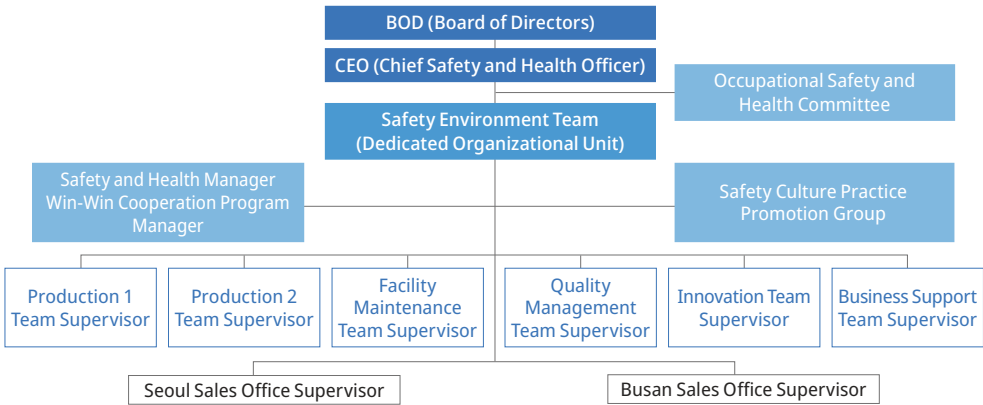 BOD (Board of Directors)
CEO (Chief Safety and Health Officer)
Occupational Safety and
Health Committee
Safety Environment Team
(Dedicated Organizational Unit)
Safety and Health Manager
Win-Win Cooperation Program
Manager
Safety Culture Practice
Promotion Group
Production 1
Team Supervisor
Production 2
Team Supervisor
Facility
Maintenance
Team Supervisor
Quality
Management
Team Supervisor
Innovation Team
Supervisor
Business Support
Team Supervisor
Seoul Sales Office Supervisor
Busan Sales Office Supervisor